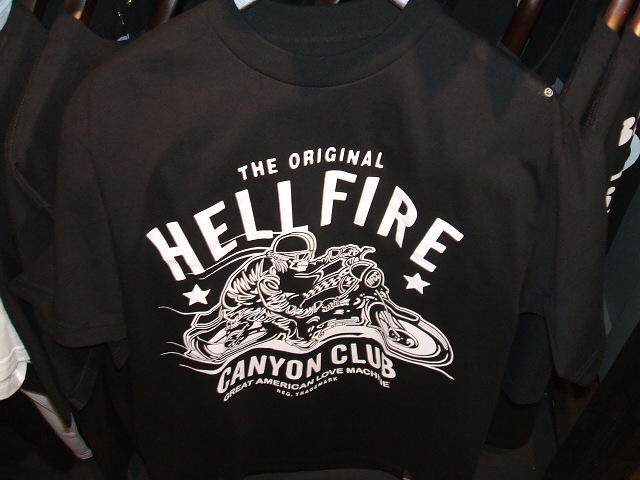 THE ORIGINAL
HELLFIRE
CANYON CLUB
GREAT AMERICAN LOVE MACHINE
REG. TRADEMARK